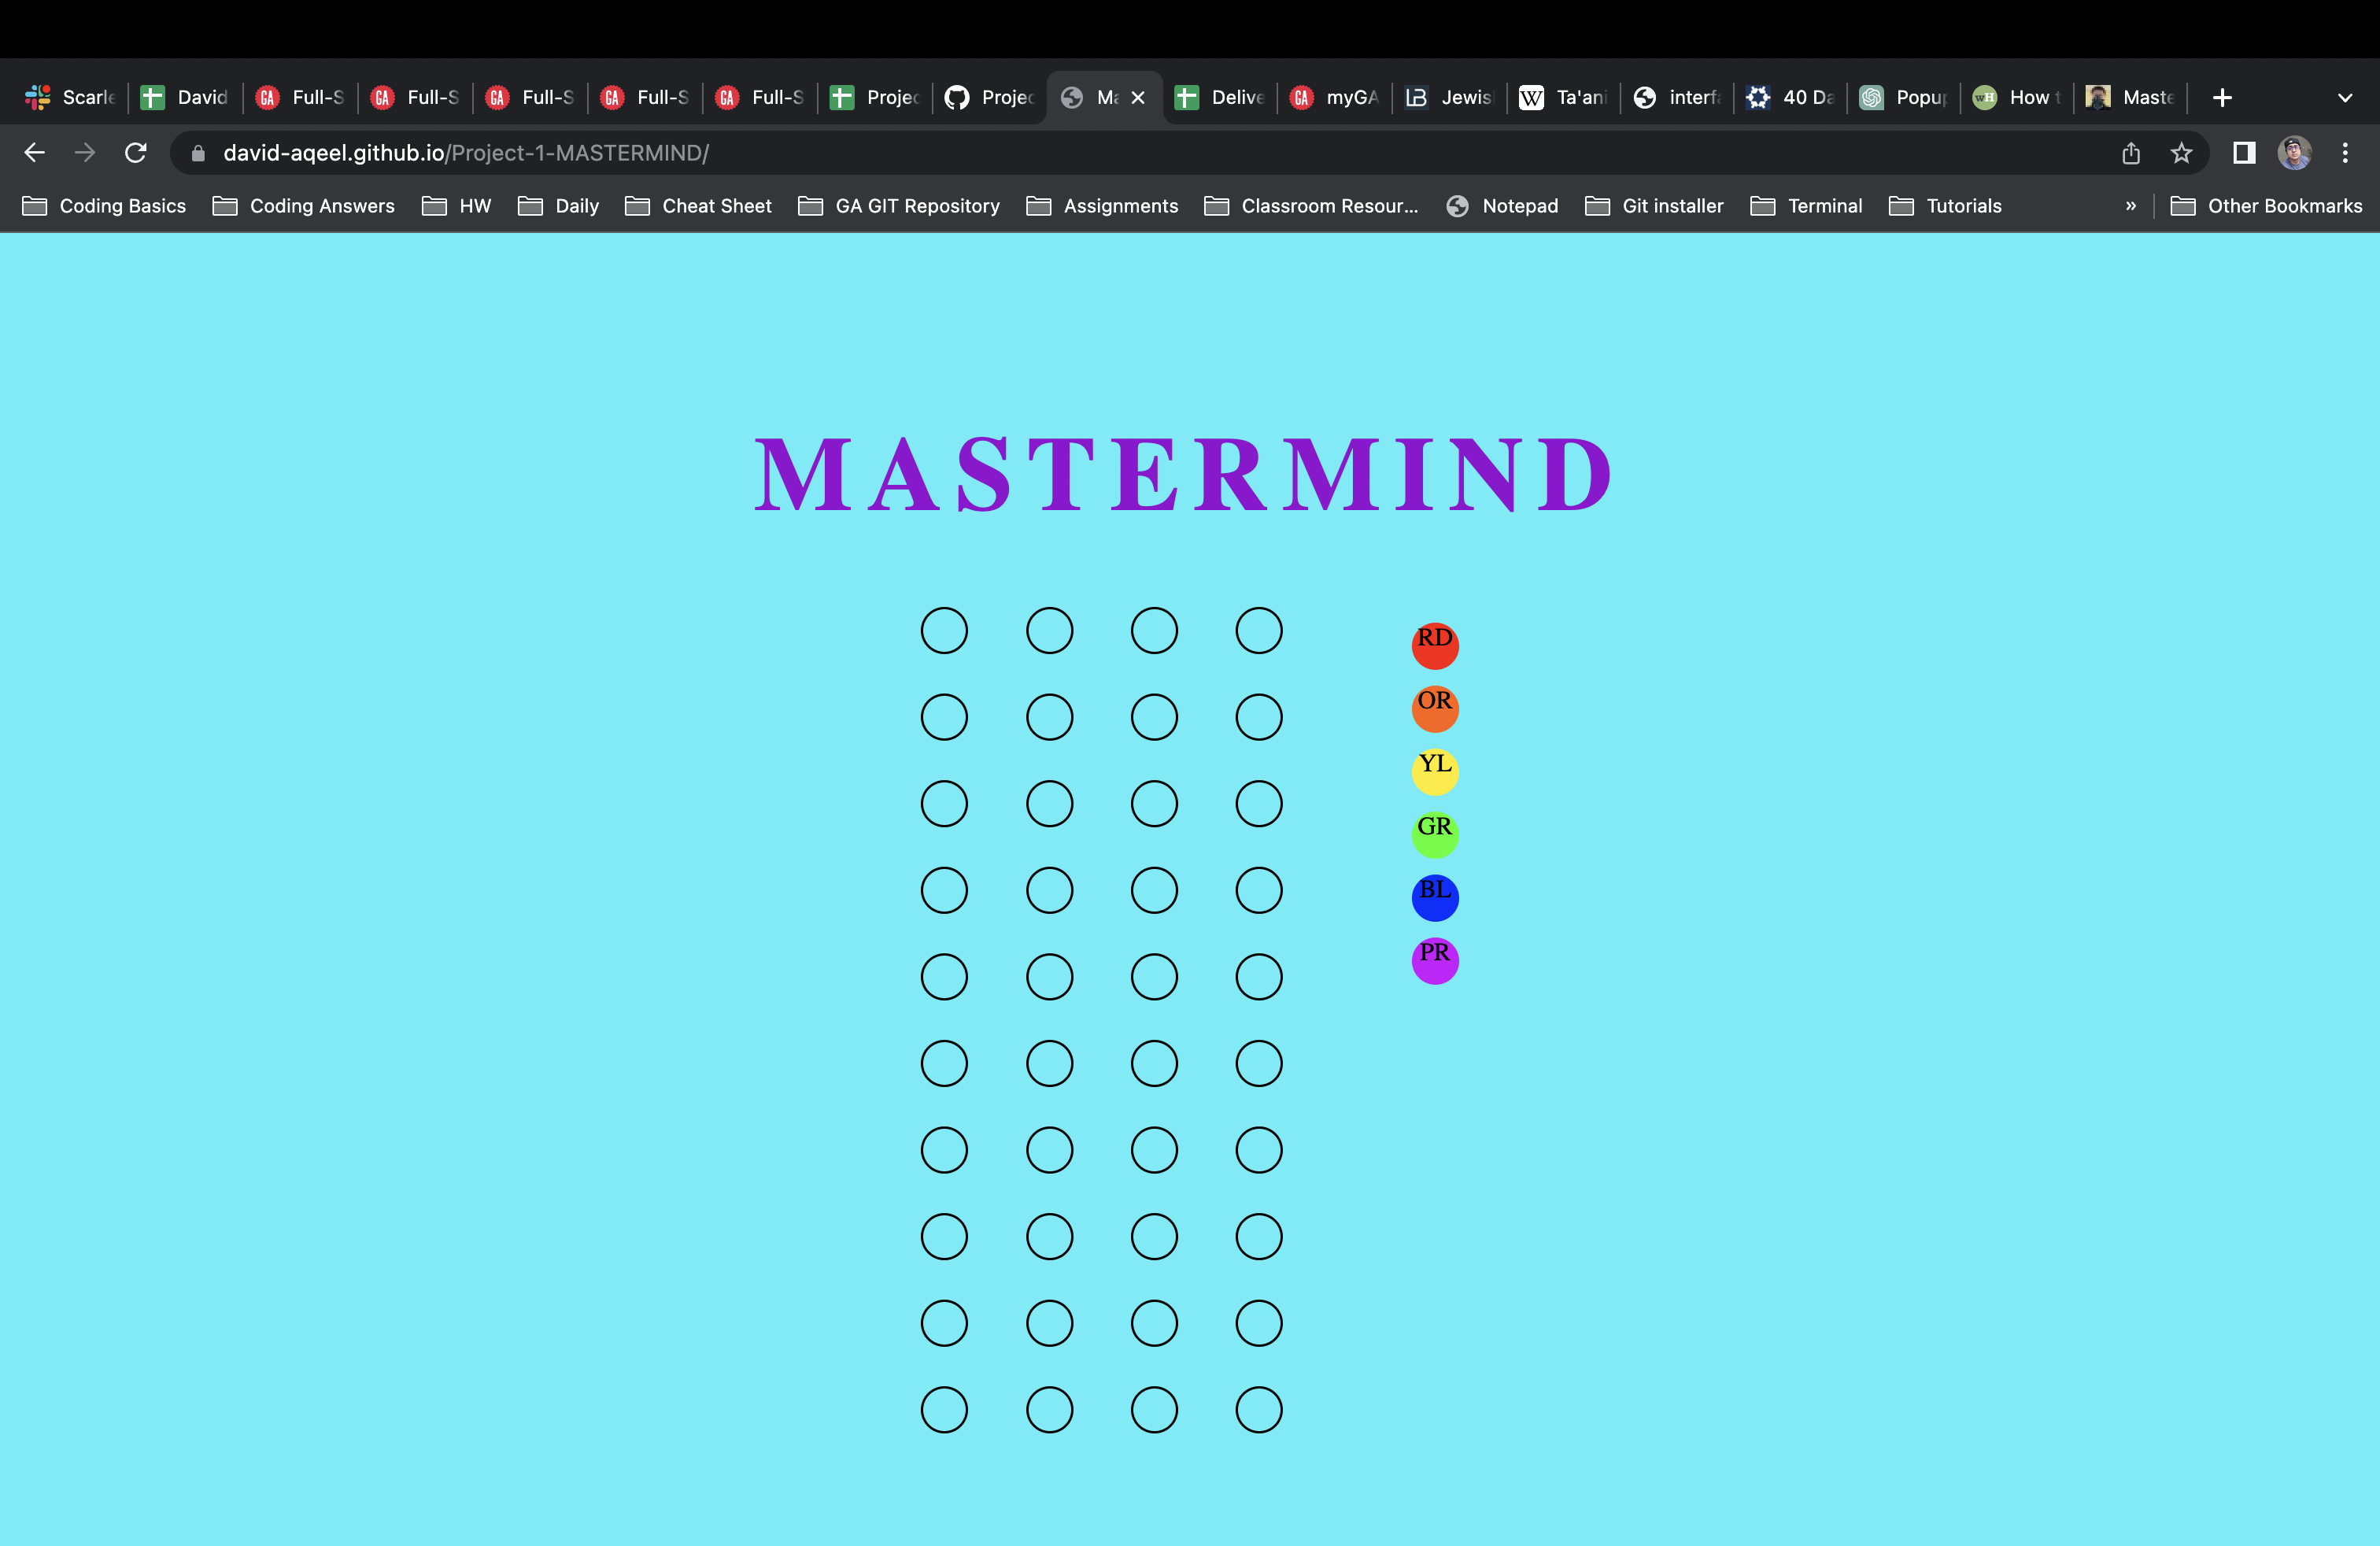 Scarle David Full-S Full-S Full-S Full-S Full-S Projec Projec Ma Delive myGA Jewis Ta'ani interfa 40 Da Popup How t Maste
david-aqeel.github.io/Project-1-MASTERMIND/
Coding Basics Coding Answers HW Daily Cheat Sheet GA GIT Repository Assignments Classroom Resour... Notepad Git installer Terminal Tutorials » Other Bookmarks
MASTERMIND
RD
OR
YL
GR
BL
PR